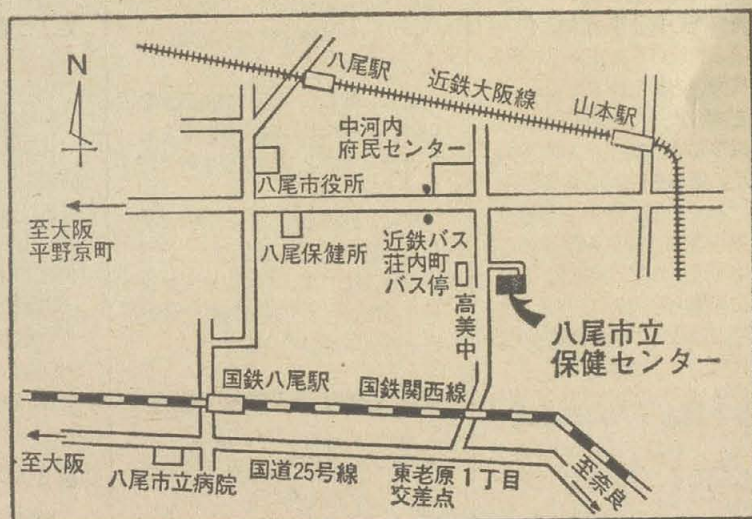 N
八尾駅
近鉄大阪線
山本駅
中河内
府民センター
八尾市役所
至大阪
平野京町
八尾保健所
近鉄バス
荘内町
バス停
高美中
八尾市立
保健センター
国鉄八尾駅
国鉄関西線
至大阪
八尾市立病院
国道25号線
東老原1丁目
交差点
至奈良